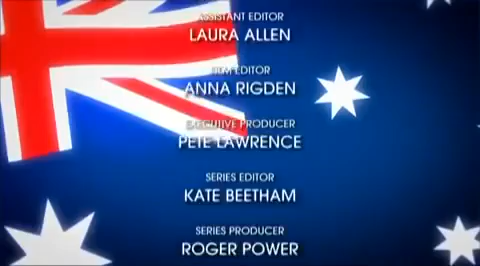 ASSISTANT EDITOR
LAURA ALLEN
FILM EDITOR
ANNA RIGDEN
EXECUTIVE PRODUCER
PETE LAWRENCE
SERIES EDITOR
KATE BEETHAM
SERIES PRODUCER
ROGER POWER